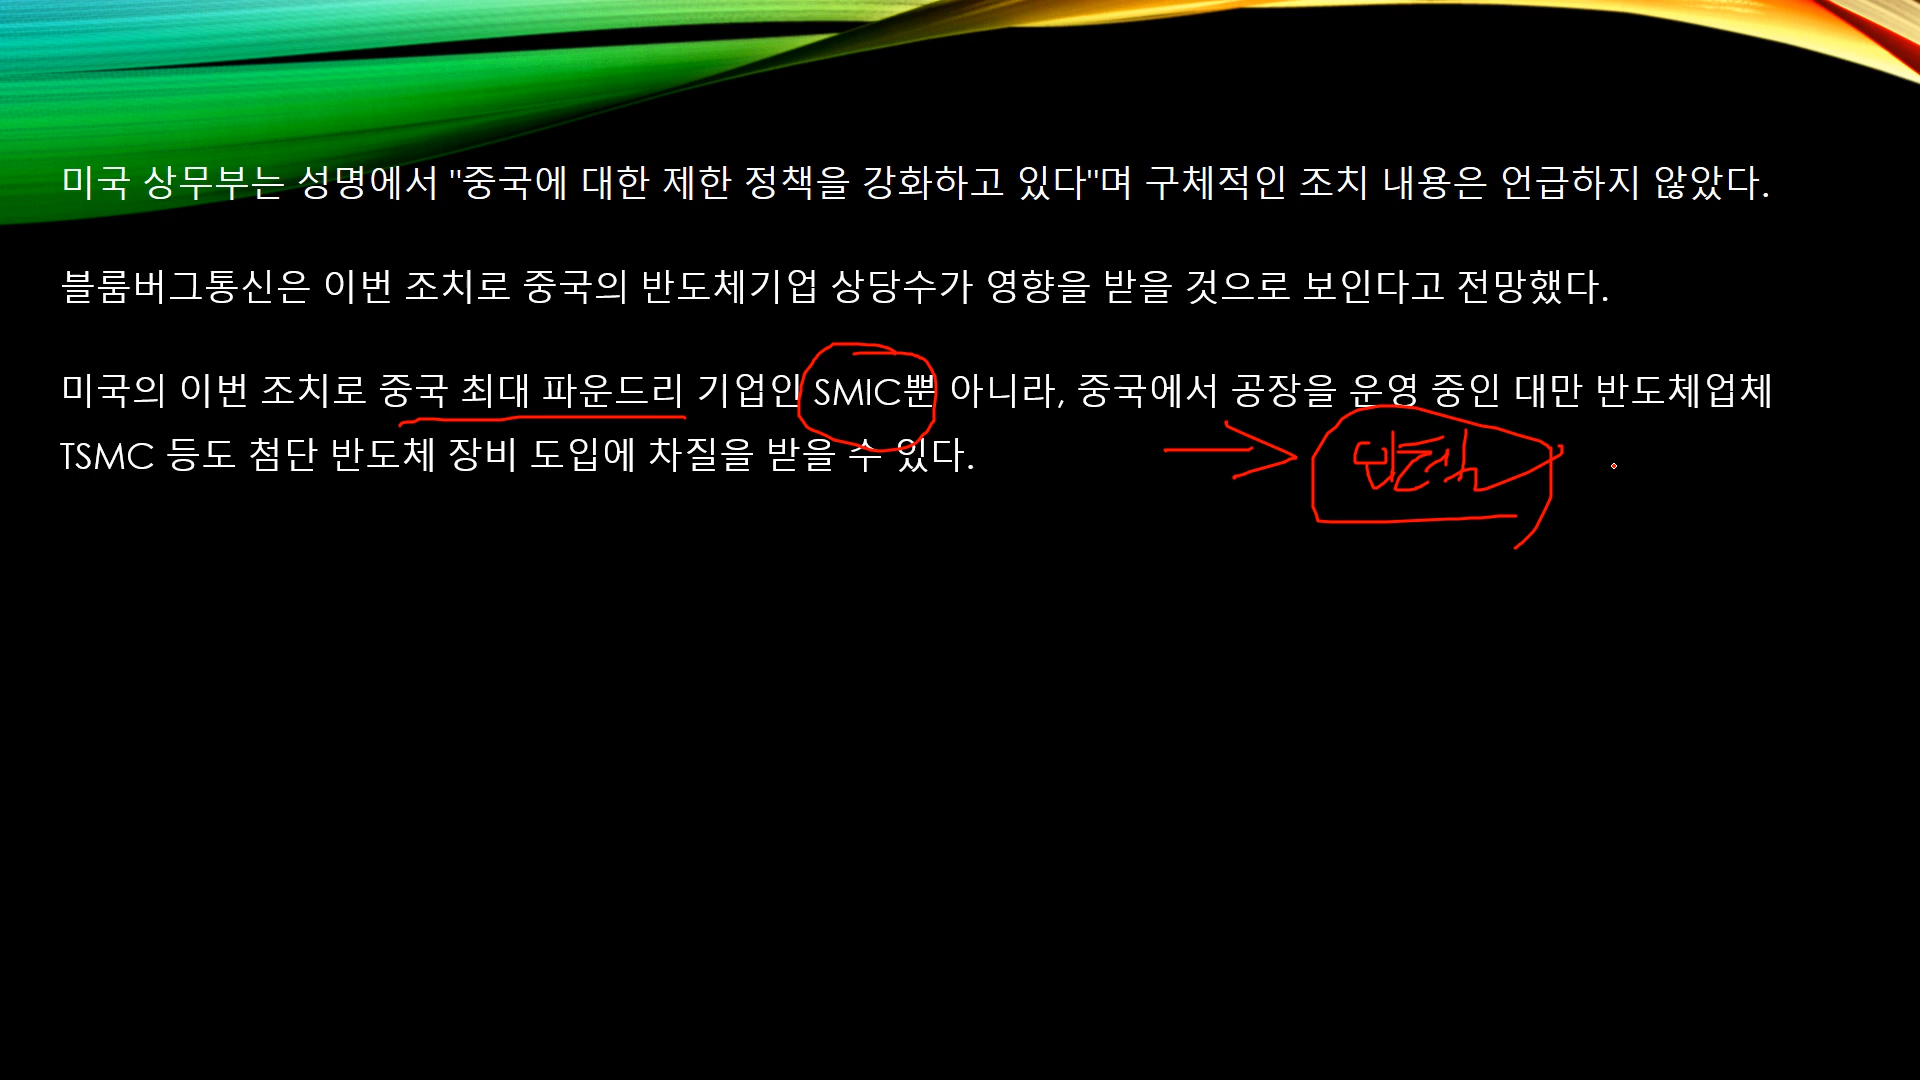 미국 상무부는 성명에서 "중국에 대한 제한 정책을 강화하고 있다"며 구체적인 조치 내용은 언급하지 않았다.
블룸버그통신은 이번 조치로 중국의 반도체기업 상당수가 영향을 받을 것으로 보인다고 전망했다.
미국의 이번 조치로 중국 최대 파운드리 기업인 SMIC뿐 아니라, 중국에서 공장을 운영 중인 대만 반도체업체
TSMC 등도 첨단 반도체 장비 도입에 차질을 받을 수 있다.